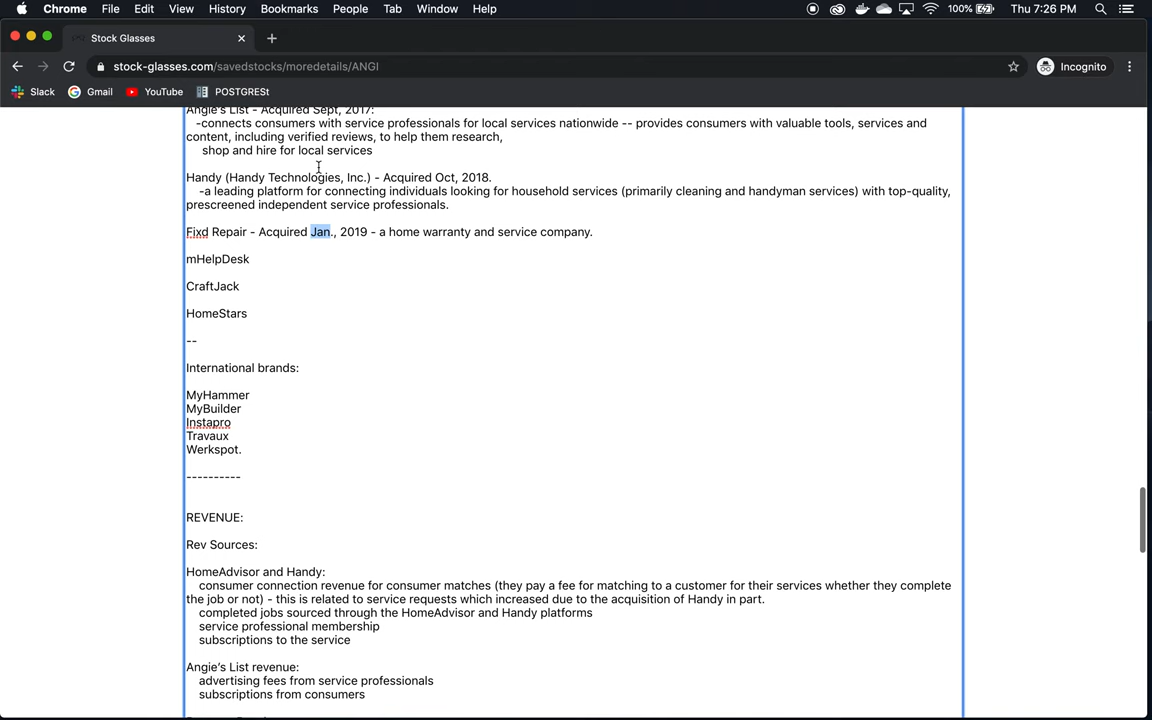 Chrome File Edit View History Bookmarks People Tab Window Help 100% Thu 7:26 PM
Stock Glasses
stock-glasses.com/savedstocks/moredetails/ANGI Incognito
Slack Gmail YouTube POSTGRESt
Angie's List - Acquired Sept, 2017:
-connects consumers with service professionals for local services nationwide -- provides consumers with valuable tools, services and
content, including verified reviews, to help them research,
shop and hire for local services
Handy (Handy Technologies, Inc.) - Acquired Oct, 2018.
-a leading platform for connecting individuals looking for household services (primarily cleaning and handyman services) with top-quality,
prescreened independent service professionals.
Fixd Repair - Acquired Jan., 2019 - a home warranty and service company.
mHelpDesk
CraftJack
HomeStars
--
International brands:
MyHammer
MyBuilder
Instapro
Travaux
Werkspot.
----------
REVENUE:
Rev Sources:
HomeAdvisor and Handy:
consumer connection revenue for consumer matches (they pay a fee for matching to a customer for their services whether they complete
the job or not) - this is related to service requests which increased due to the acquisition of Handy in part.
completed jobs sourced through the HomeAdvisor and Handy platforms
service professional membership
subscriptions to the service
Angie's List revenue:
advertising fees from service professionals
subscriptions from consumers